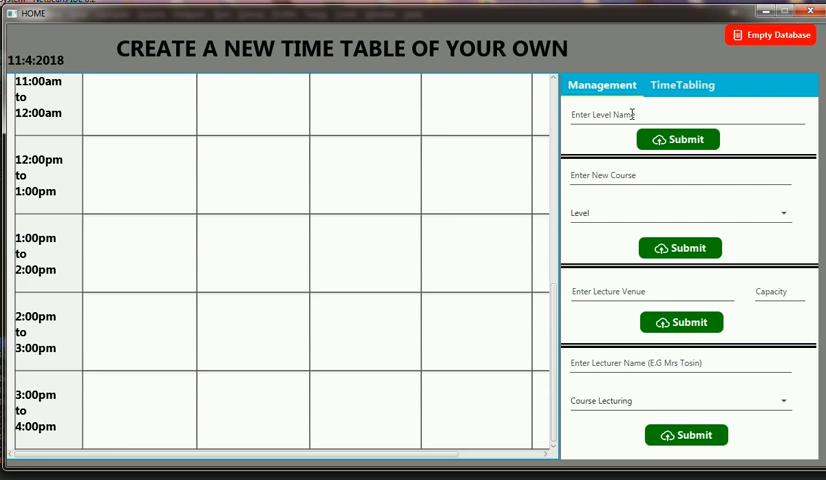 HOME
Empty Database
CREATE A NEW TIME TABLE OF YOUR OWN
11:4:2018
11:00am
to
12:00am
12:00pm
to
1:00pm
1:00pm
to
2:00pm
2:00pm
to
3:00pm
3:00pm
to
4:00pm
Management TimeTabling
Enter Level Name
Submit
Enter New Course
Level
Submit
Enter Lecture Venue Capacity
Submit
Enter Lecturer Name (E.G Mrs Tosin)
Course Lecturing
Submit